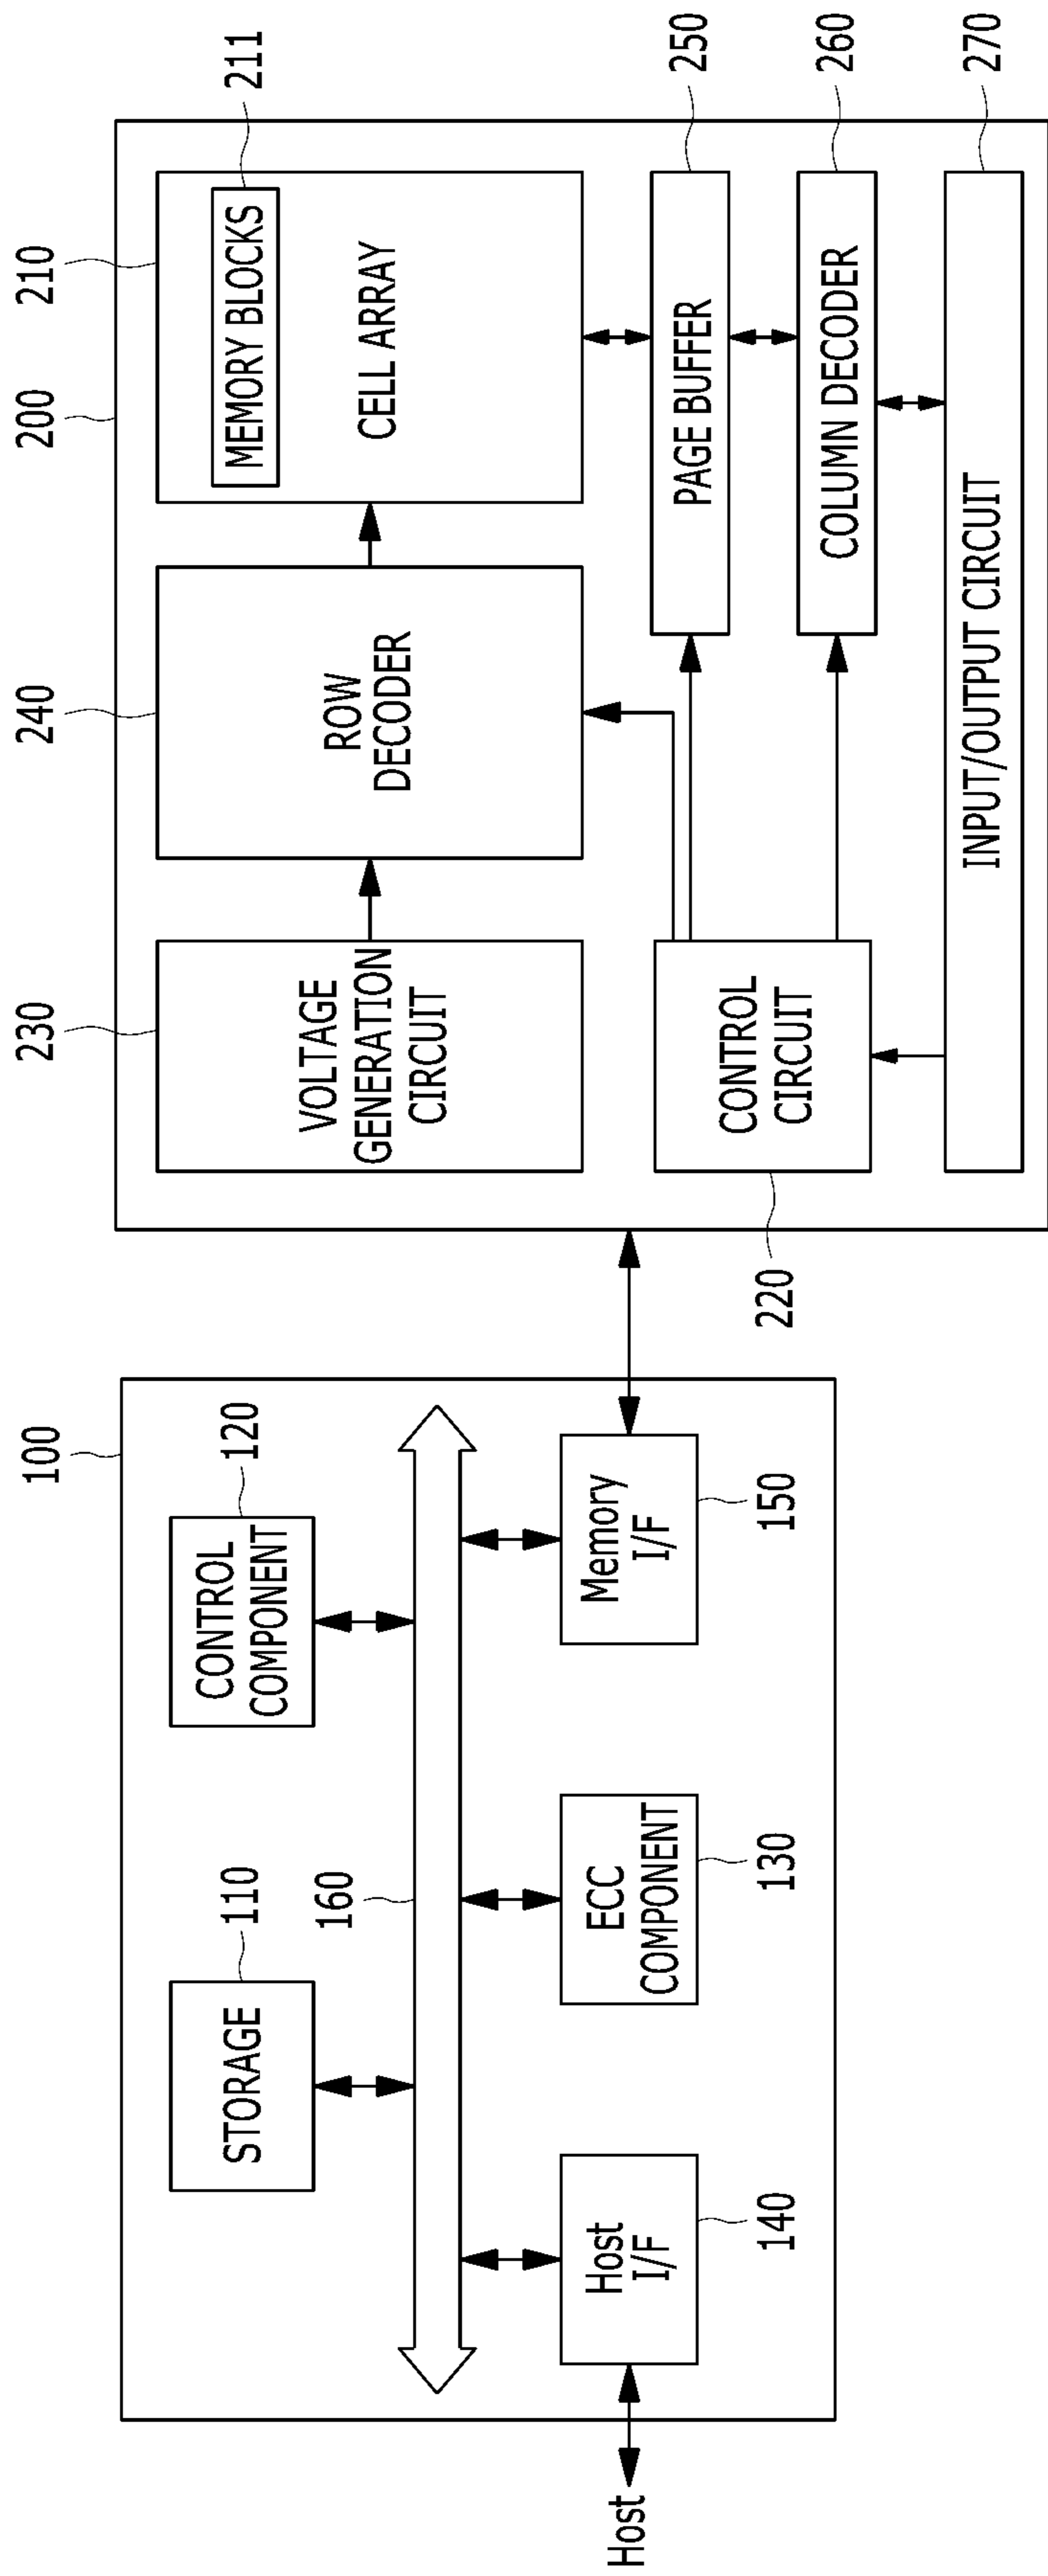 100
STORAGE
110
CONTROL
COMPONENT
120
160
Host
Host
I/F
140
ECC
COMPONENT
130
Memory
I/F
150
200
230
VOLTAGE
GENERATION
CIRCUIT
240
ROW
DECODER
210
MEMORY BLOCKS
211
CELL ARRAY
CONTROL
CIRCUIT
220
PAGE BUFFER
250
COLUMN DECODER
260
INPUT/OUTPUT CIRCUIT
270